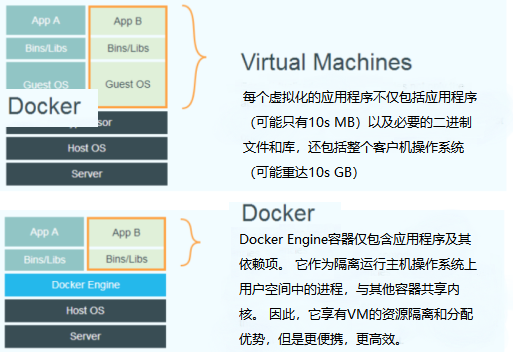 App A
App B
Bins/Libs
Bins/Libs
Guest OS
Guest OS
Docker
Host OS
Server
Virtual Machines
每个虚拟化的应用程序不仅包括应用程序
（可能只有10s MB）以及必要的二进制
文件和库，还包括整个客户机操作系统
（可能重达10s GB）
App A
App B
Bins/Libs
Bins/Libs
Docker Engine
Host OS
Server
Docker
Docker Engine容器仅包含应用程序及其
依赖项。 它作为隔离运行主机操作系统上
用户空间中的进程，与其他容器共享内
核。 因此，它享有VM的资源隔离和分配
优势，但是更便携，更高效。